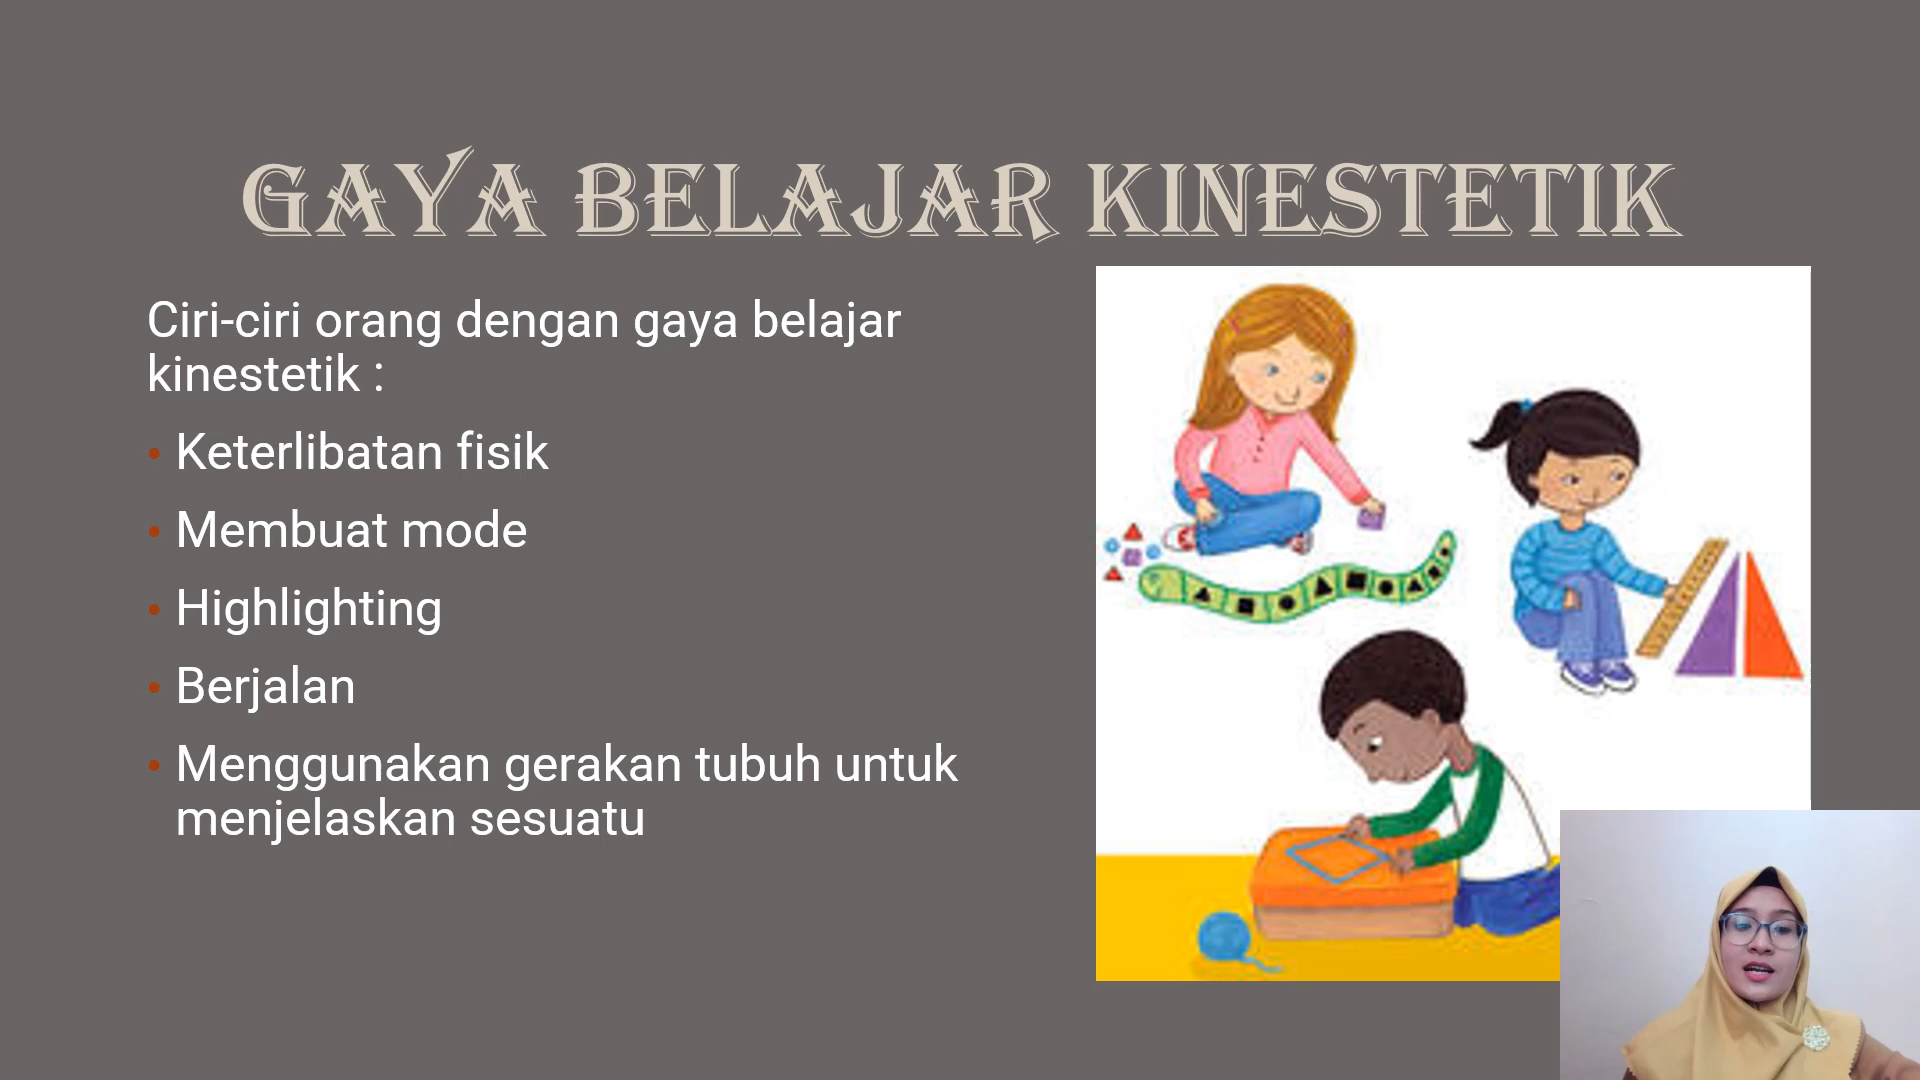 GAYA BELAJAR KINESTETIK
Ciri-ciri orang dengan gaya belajar
kinestetik :
• Keterlibatan fisik
• Membuat mode
• Highlighting
• Berjalan
• Menggunakan gerakan tubuh untuk
menjelaskan sesuatu